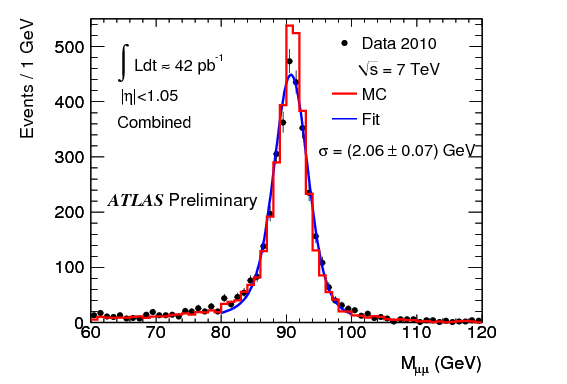 Events / 1 GeV
500
400
300
200
100
0
∫ Ldt ≈ 42 pb⁻¹
|η|<1.05
Combined
ATLAS Preliminary
Data 2010
√s = 7 TeV
MC
Fit
σ = (2.06 ± 0.07) GeV
60 70 80 90 100 110 120
Mμμ (GeV)